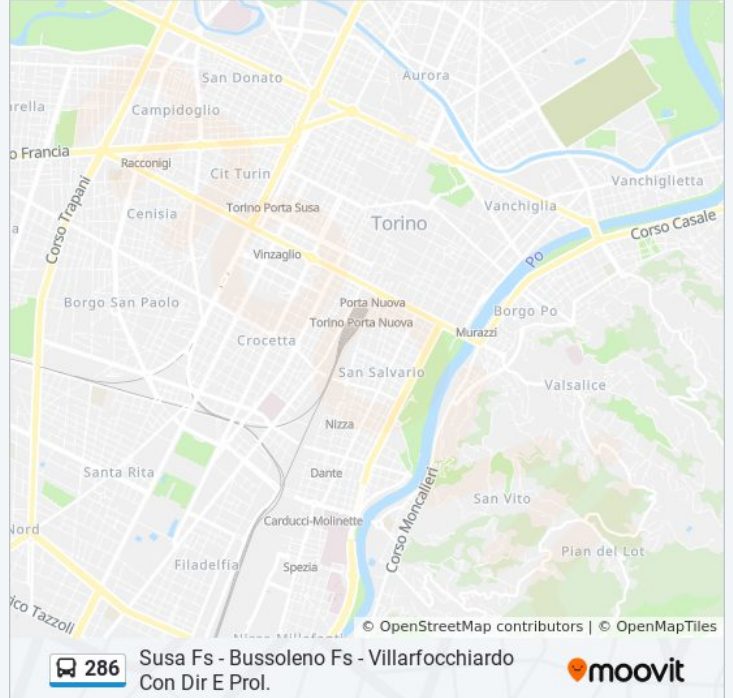 San Donato
Aurora
arella
Campidoglio
o Francia
Racconigi
Cit Turin
Vanchiglietta
Corso Trapani
Cenisia
Torino Porta Susa
Vanchiglia
Torino
Corso Casale
a
Vinzaglio
Po
Borgo San Paolo
Porta Nuova
Borgo Po
Torino Porta Nuova
Murazzi
Crocetta
San Salvario
Valsalice
Nizza
Santa Rita
Dante
San Vito
Corso Moncalieri
Nord
Carducci-Molinette
Filadelfia
Spezia
Pian del Lot
ico Tazzoli
© OpenStreetMap contributors | © OpenMapTiles
286
Susa Fs - Bussoleno Fs - Villarfocchiardo
Con Dir E Prol.
moovit